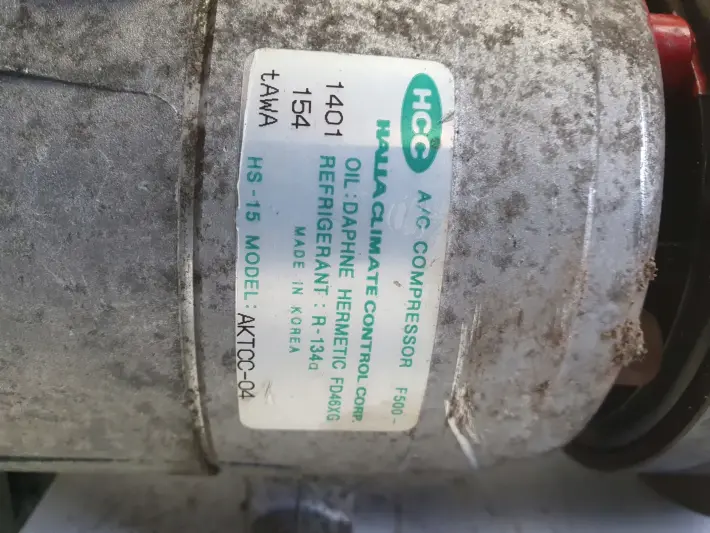 HCC A/C COMPRESSOR F500-
HALLA CLIMATE CONTROL CORP.
OIL : DAPHNE HERMETIC FD46XG
1401 REFRIGERANT : R-134a
154 MADE IN KOREA
tAWA
HS-15 MODEL: AKTCC-04